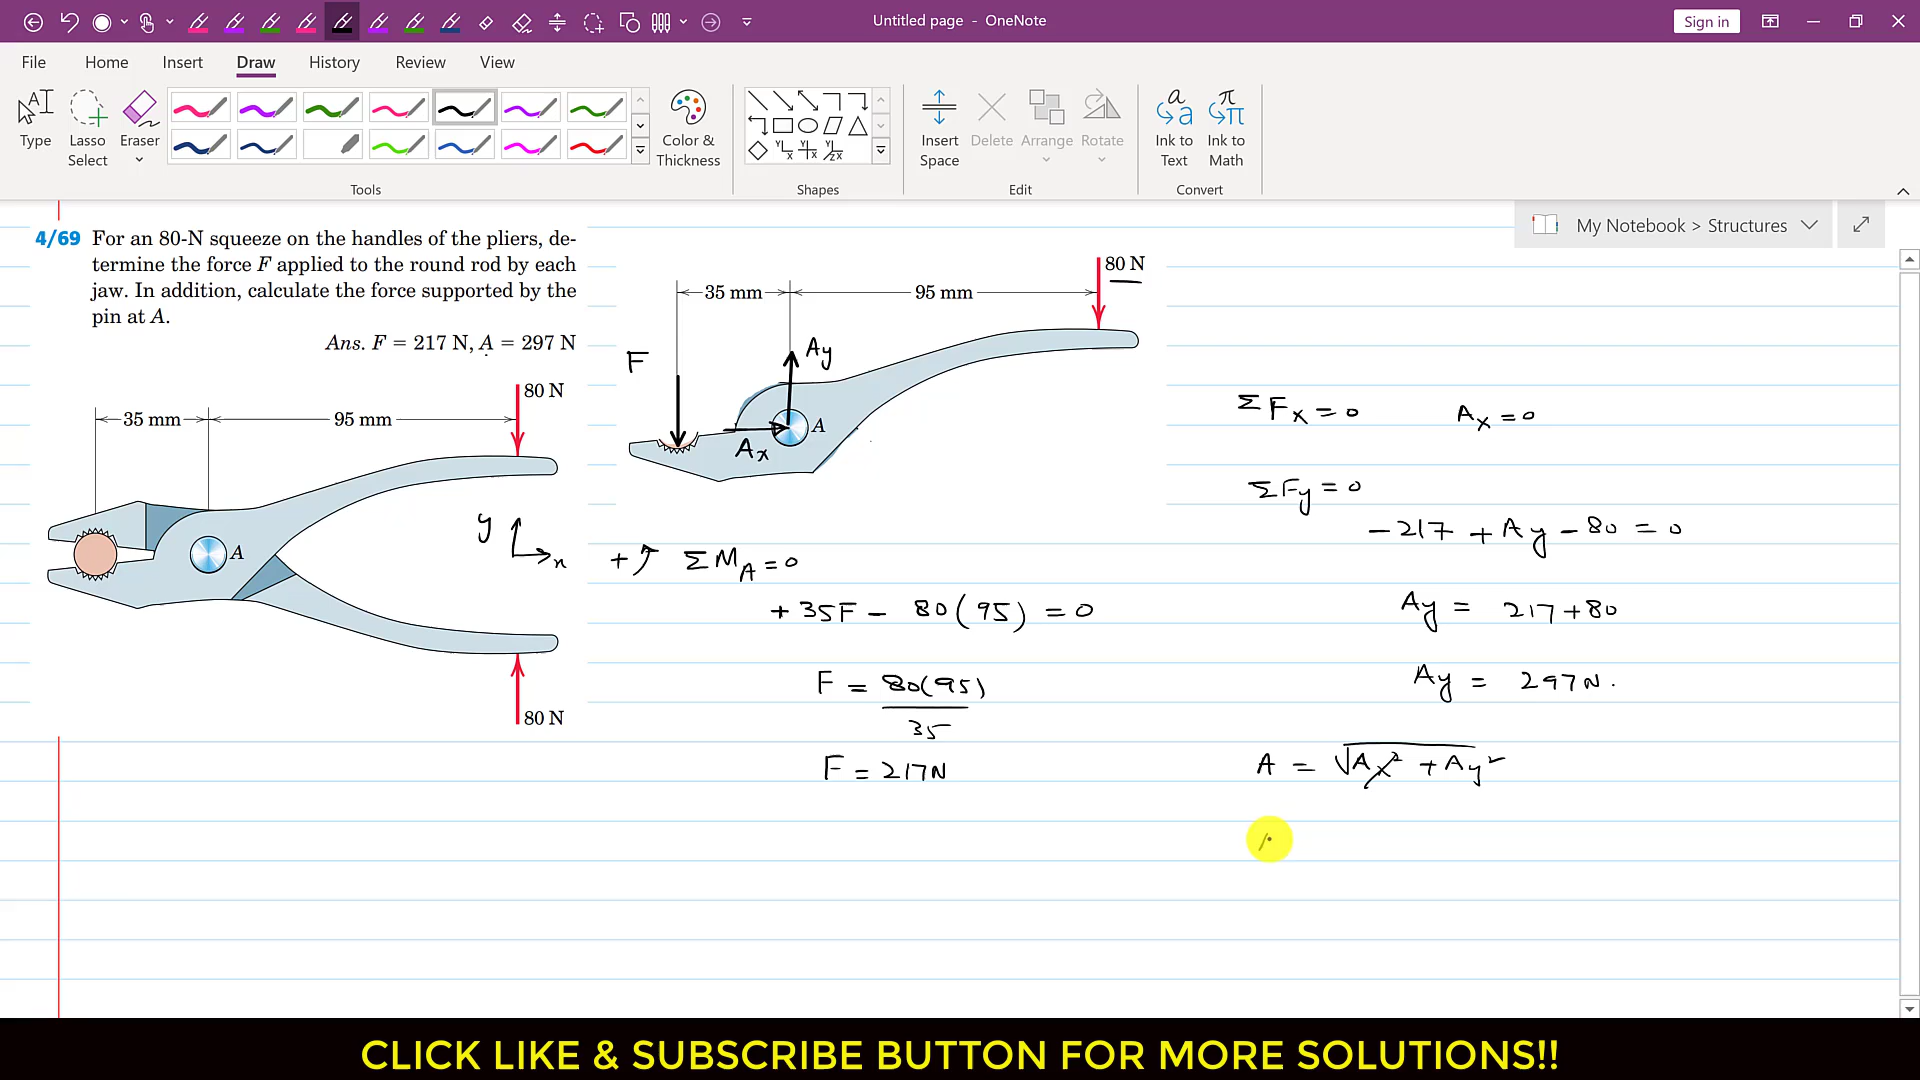 Untitled page - OneNote
Sign in
File Home Insert Draw History Review View
Type
Lasso Select
Eraser
Color & Thickness
Insert Space
Delete
Arrange
Rotate
Ink to Text
Ink to Math
Tools
Shapes
Edit
Convert
My Notebook > Structures
4/69 For an 80-N squeeze on the handles of the pliers, de-
termine the force F applied to the round rod by each
jaw. In addition, calculate the force supported by the
pin at A.
Ans. F = 217 N, A = 297 N
80 N
35 mm
95 mm
A
80 N
y
x
80 N
35 mm
95 mm
F
Ay
A
Ax
+ ΣMA = 0
+ 35F - 80(95) = 0
F = 80(95)
35
F = 217N
ΣFx = 0 Ax = 0
ΣFy = 0
-217 + Ay - 80 = 0
Ay = 217 + 80
Ay = 297N.
A = √Ax² + Ay²
CLICK LIKE & SUBSCRIBE BUTTON FOR MORE SOLUTIONS!!